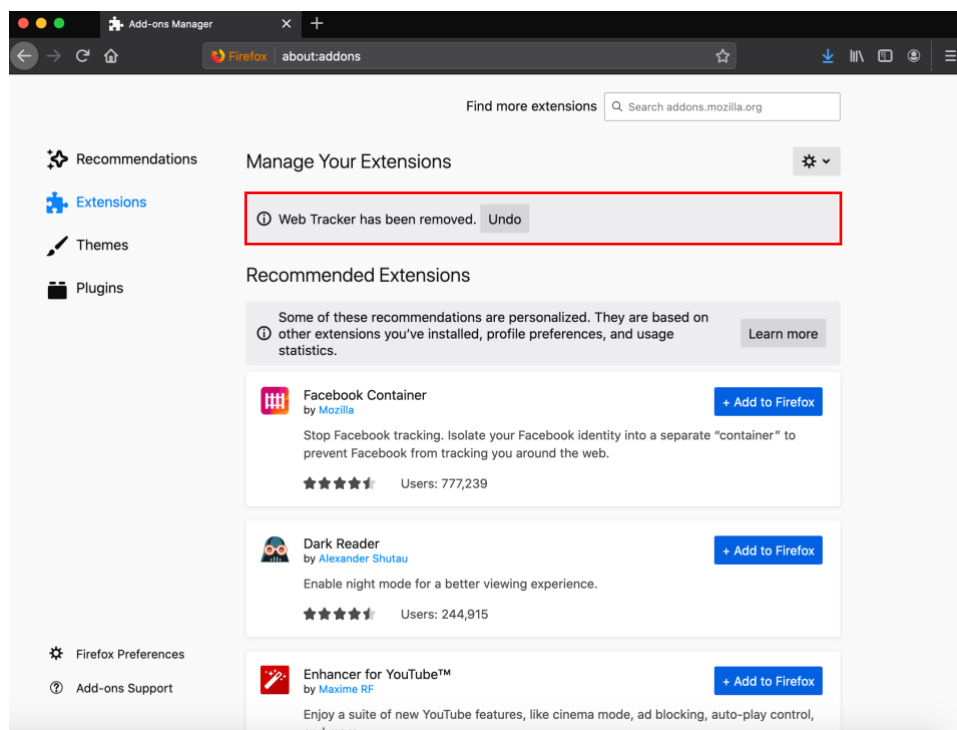 Add-ons Manager
Firefox about:addons
Find more extensions Search addons.mozilla.org
Recommendations
Extensions
Themes
Plugins
Manage Your Extensions
Web Tracker has been removed. Undo
Recommended Extensions
Some of these recommendations are personalized. They are based on
other extensions you've installed, profile preferences, and usage
statistics.
Learn more
Facebook Container
by Mozilla
+ Add to Firefox
Stop Facebook tracking. Isolate your Facebook identity into a separate “container” to
prevent Facebook from tracking you around the web.
Users: 777,239
Dark Reader
by Alexander Shutau
+ Add to Firefox
Enable night mode for a better viewing experience.
Users: 244,915
Enhancer for YouTube™
by Maxime RF
+ Add to Firefox
Enjoy a suite of new YouTube features, like cinema mode, ad blocking, auto-play control,
Firefox Preferences
Add-ons Support